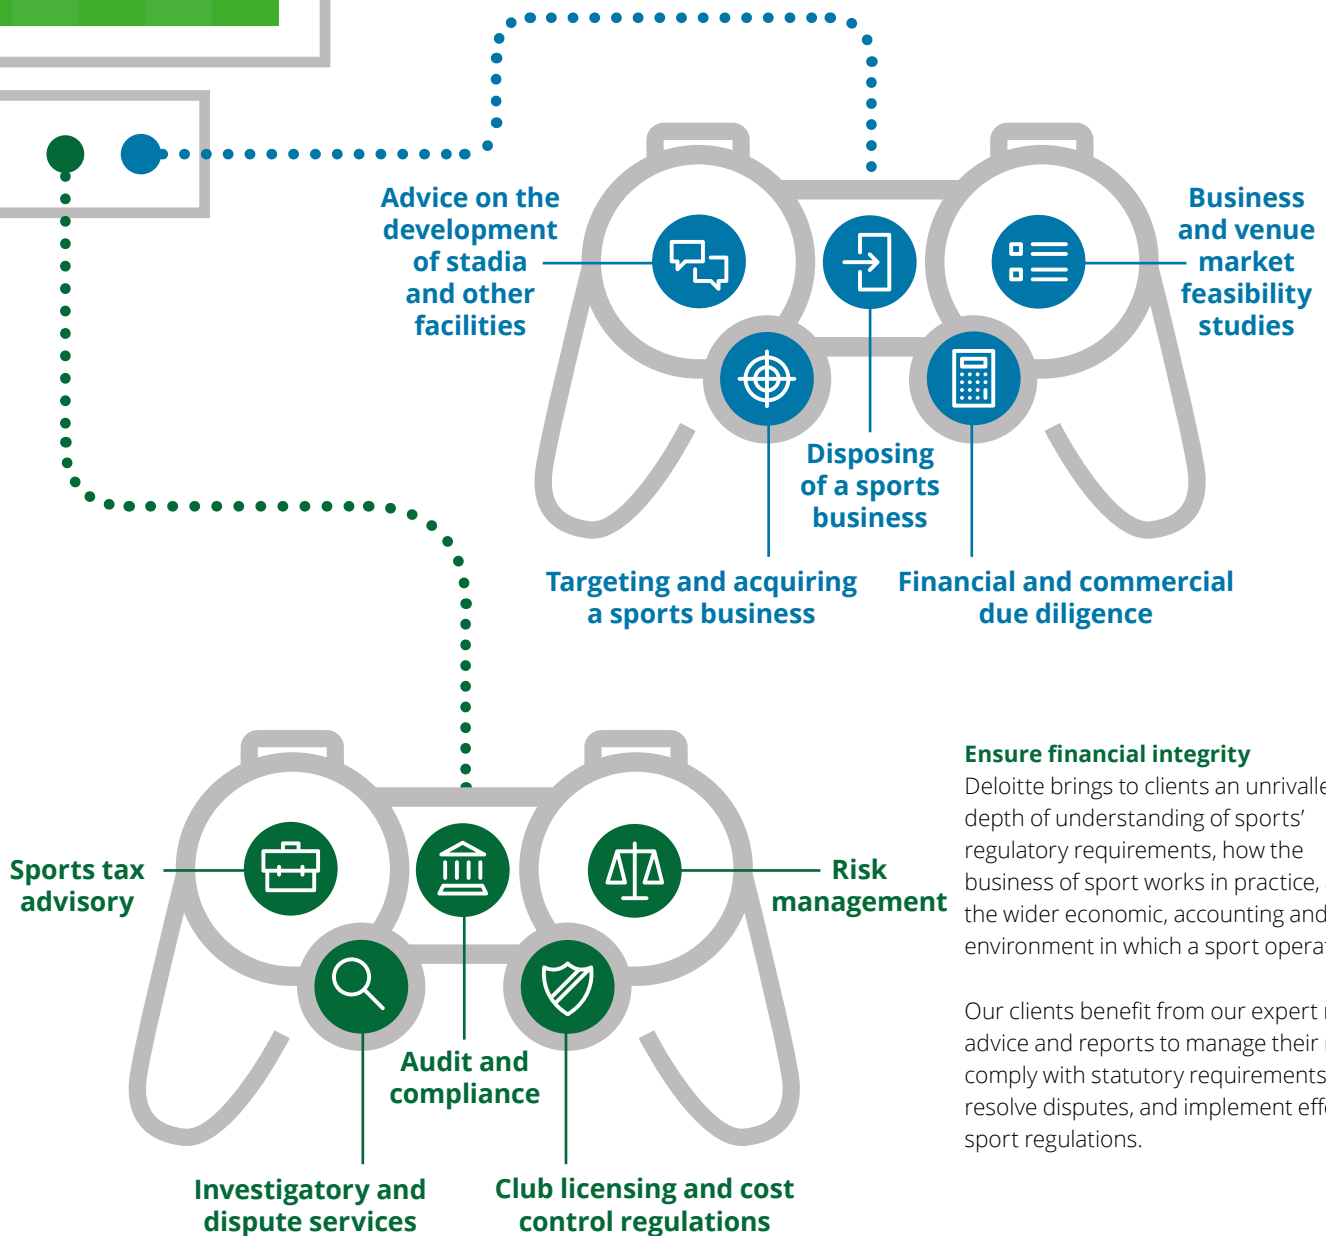 Advice on the
development
of stadia
and other
facilities
Business
and venue
market
feasibility
studies
Disposing
of a sports
business
Targeting and acquiring
a sports business
Financial and commercial
due diligence
Sports tax
advisory
Risk
management
Audit and
compliance
Investigatory and
dispute services
Club licensing and cost
control regulations
Ensure financial integrity
Deloitte brings to clients an
depth of understanding of sports’
regulatory requirements, how the
business of sport works in practice,
the wider economic, accounting and
environment in which a sport
Our clients benefit from our expert
advice and reports to manage their
comply with statutory requirements
resolve disputes, and implement
sport regulations.